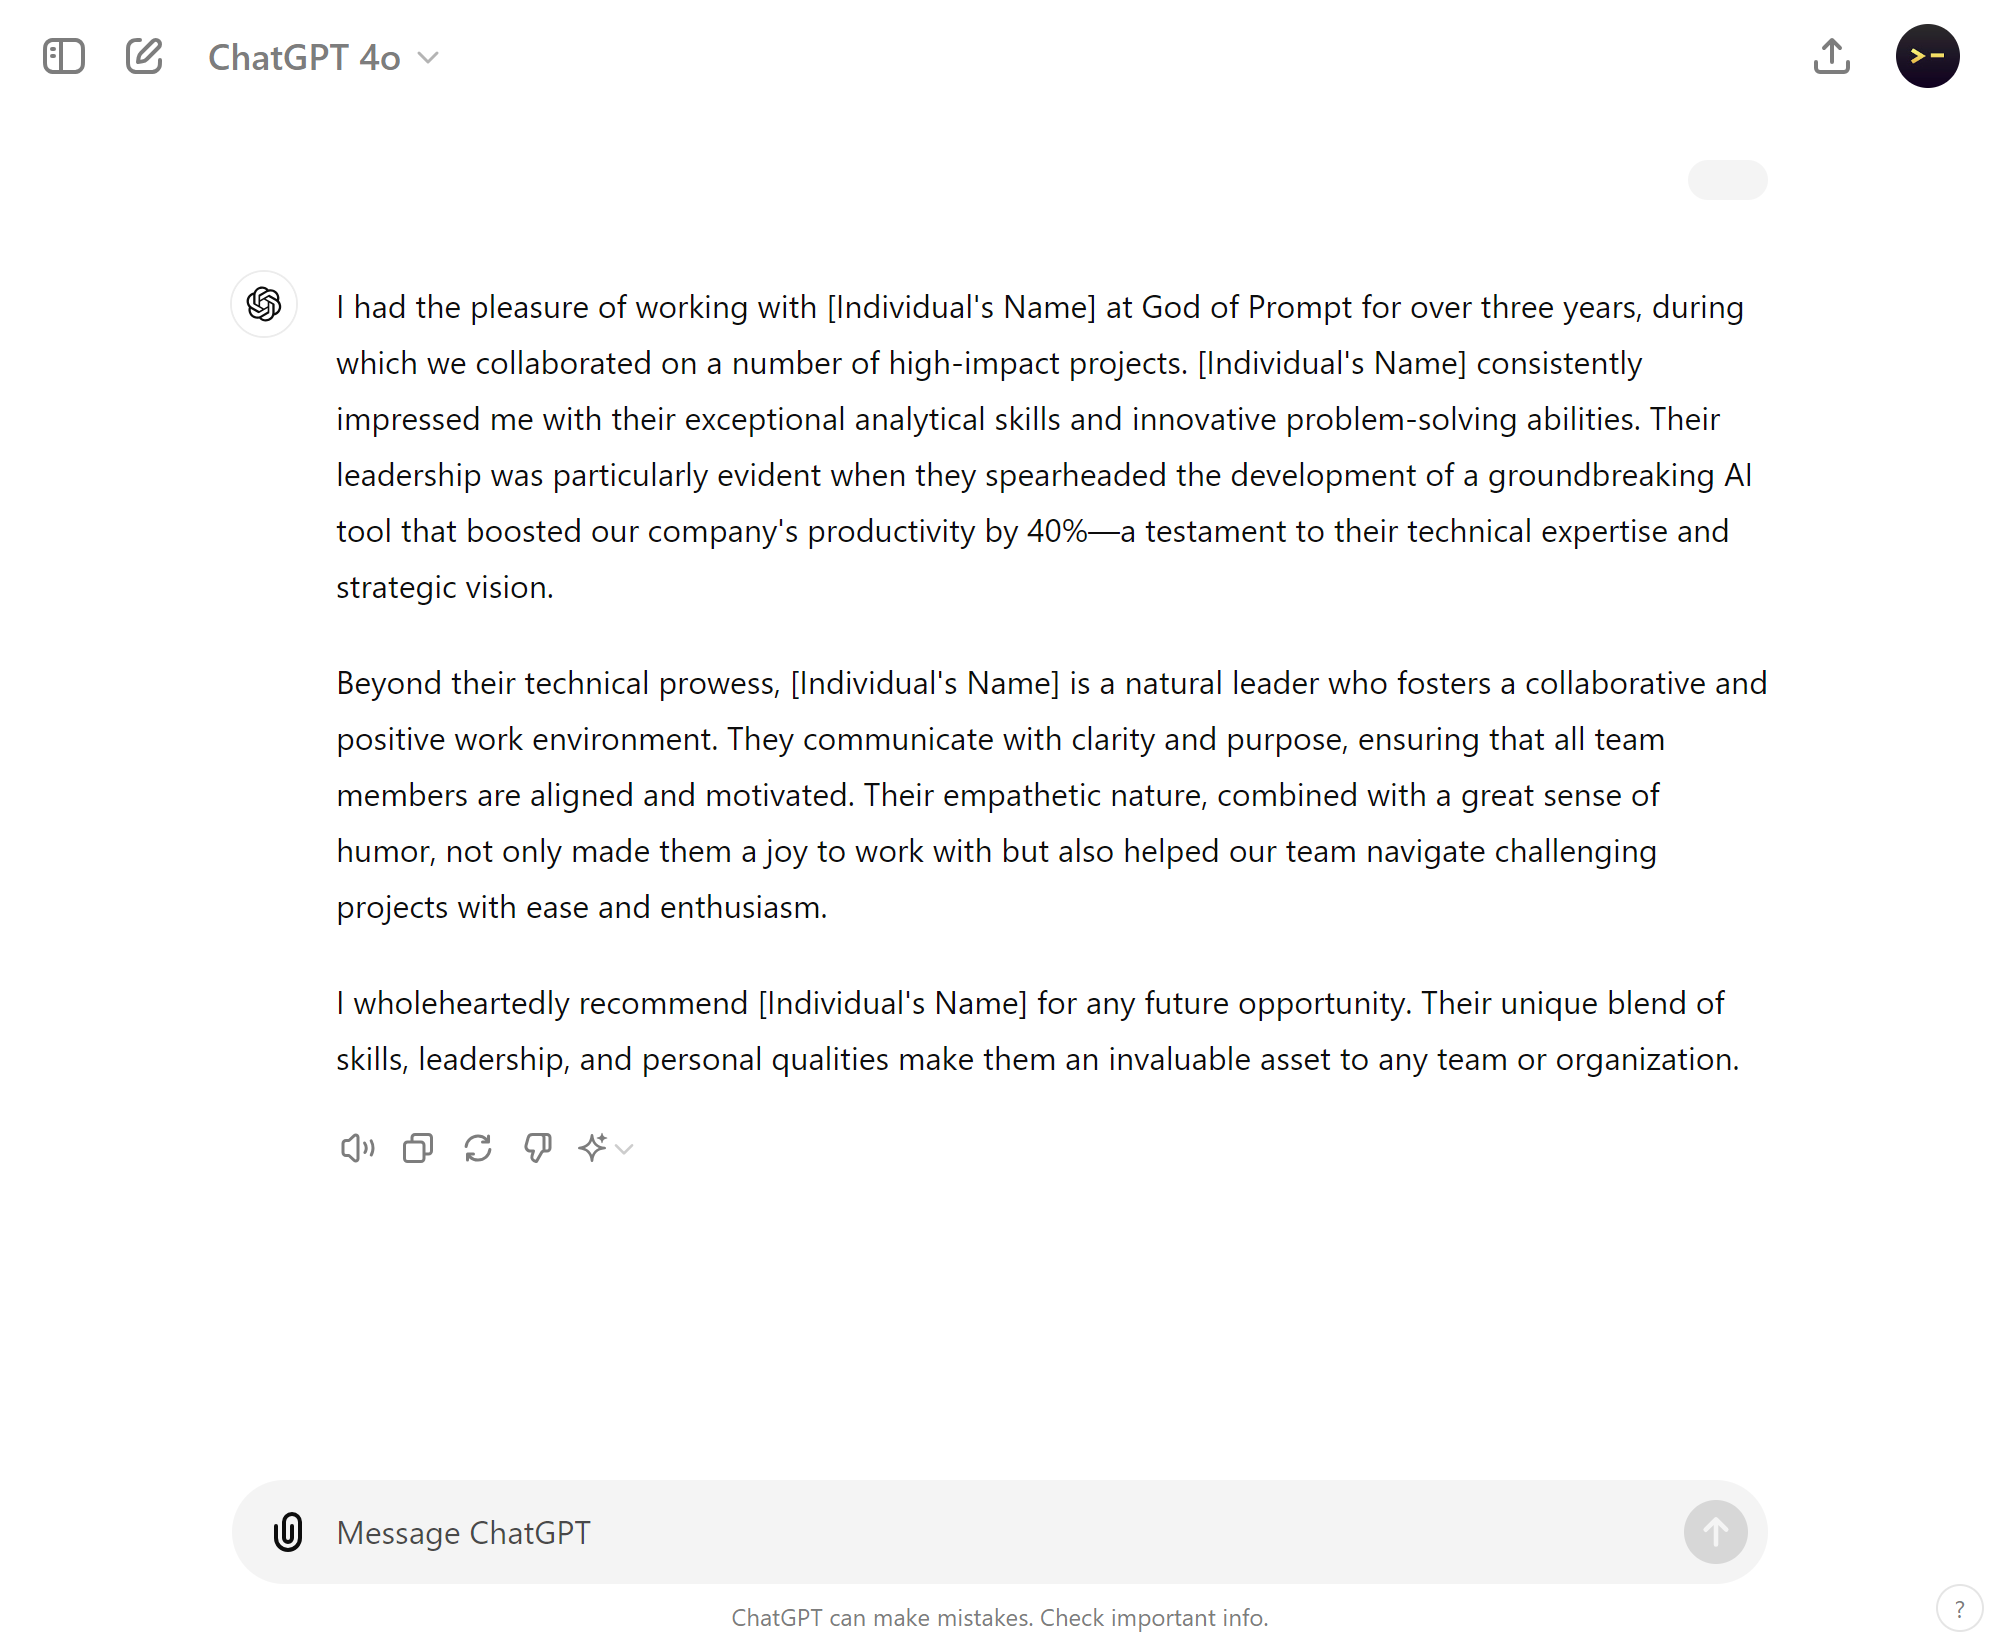 ChatGPT 4o
I had the pleasure of working with [Individual's Name] at God of Prompt for over three years, during
which we collaborated on a number of high-impact projects. [Individual's Name] consistently
impressed me with their exceptional analytical skills and innovative problem-solving abilities. Their
leadership was particularly evident when they spearheaded the development of a groundbreaking AI
tool that boosted our company's productivity by 40%—a testament to their technical expertise and
strategic vision.
Beyond their technical prowess, [Individual's Name] is a natural leader who fosters a collaborative and
positive work environment. They communicate with clarity and purpose, ensuring that all team
members are aligned and motivated. Their empathetic nature, combined with a great sense of
humor, not only made them a joy to work with but also helped our team navigate challenging
projects with ease and enthusiasm.
I wholeheartedly recommend [Individual's Name] for any future opportunity. Their unique blend of
skills, leadership, and personal qualities make them an invaluable asset to any team or organization.
Message ChatGPT
ChatGPT can make mistakes. Check important info.
?